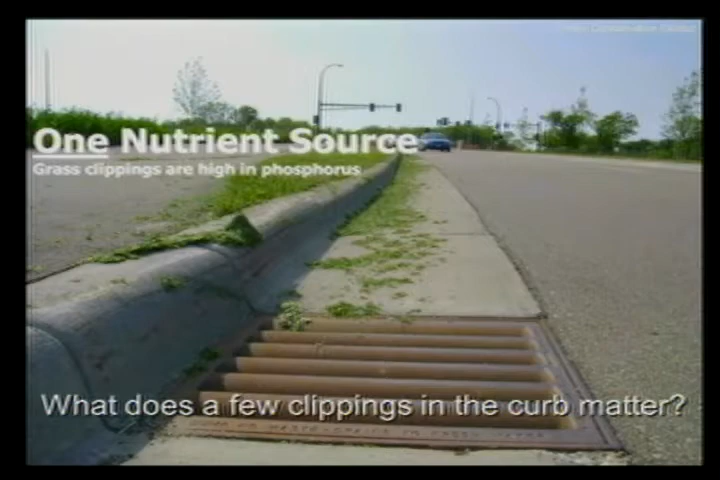 One Nutrient Source
Grass clippings are high in phosphorus
What does a few clippings in the curb matter?